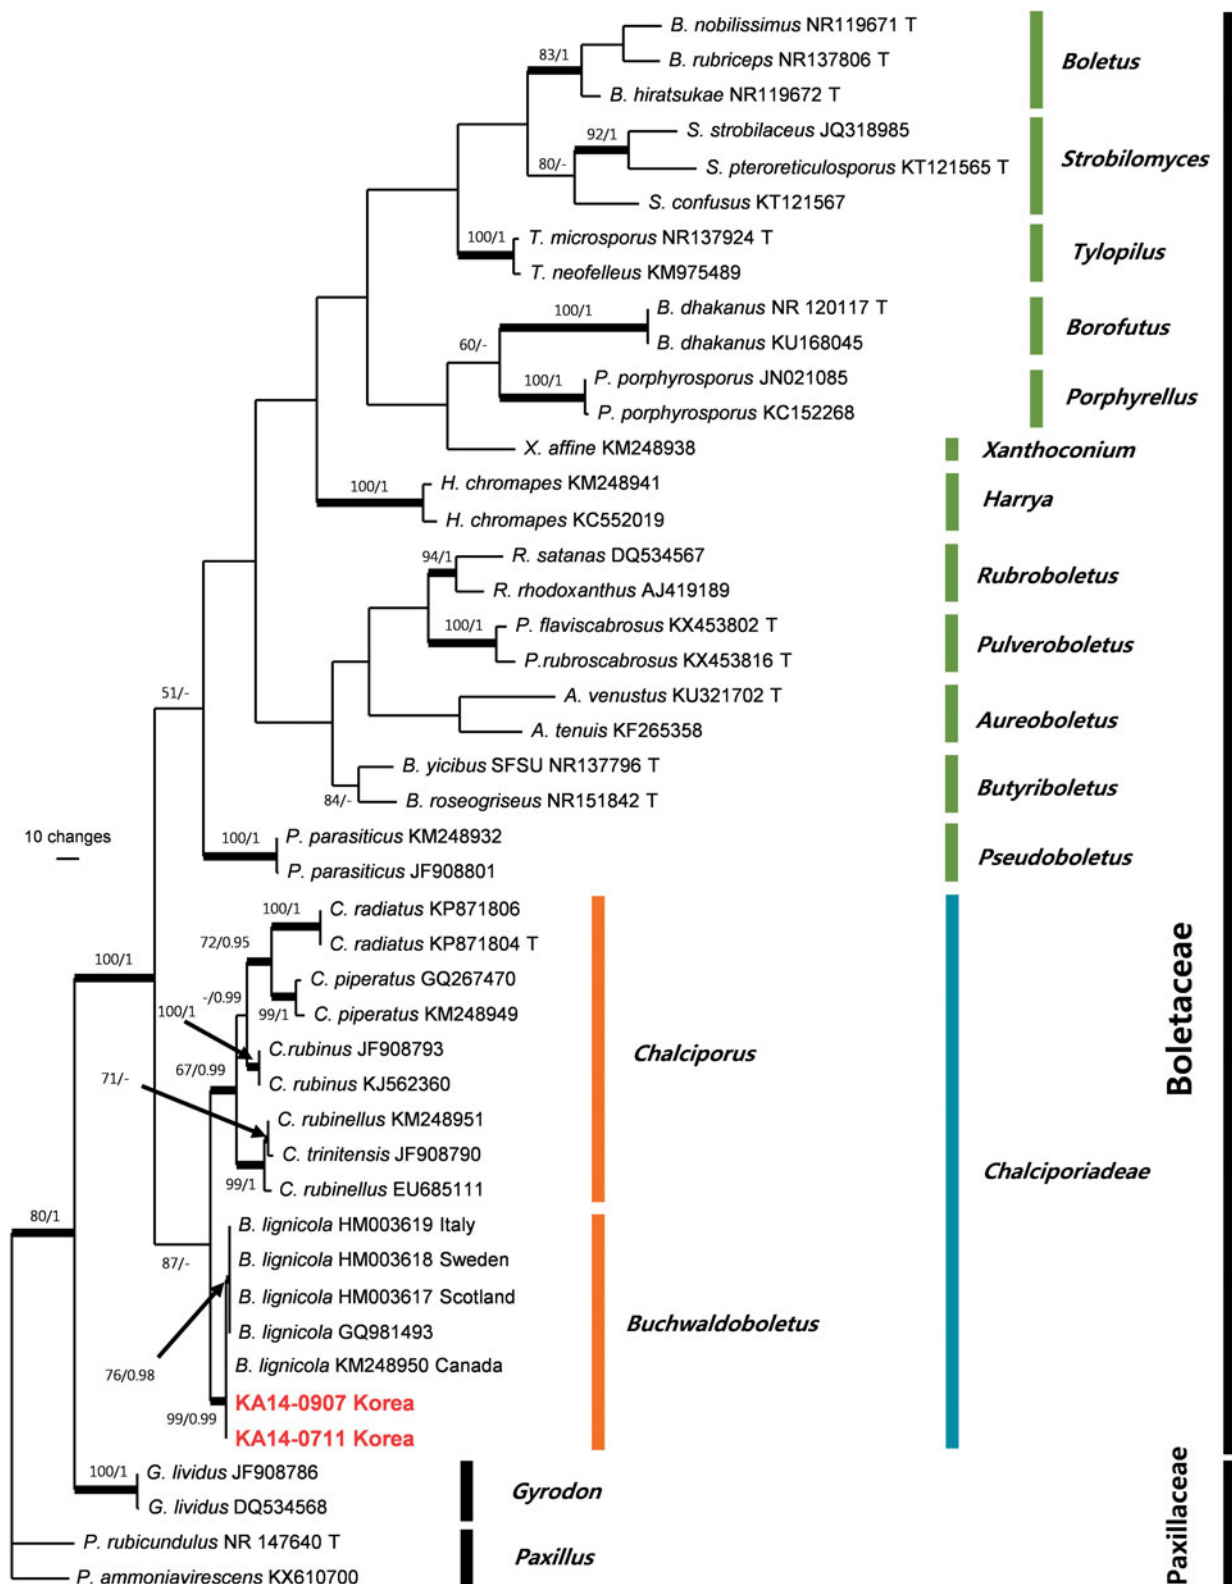 B. nobilissimus NR119671 T
83/1
B. rubriceps NR137806 T
Boletus
B. hiratsukae NR119672 T
S. strobilaceus JQ318985
92/1
80/-
S. pteroreticulosporus KT121565 T
Strobilomyces
S. confusus KT121567
T. microsporus NR137924 T
100/1
Tylopilus
T. neofelleus KM975489
B. dhakanus NR 120117 T
100/1
Borofutus
B. dhakanus KU168045
60/-
P. porphyrosporus JN021085
100/1
Porphyrellus
P. porphyrosporus KC152268
X. affine KM248938
Xanthoconium
H. chromapes KM248941
100/1
Harrya
H. chromapes KC552019
R. satanas DQ534567
94/1
Rubroboletus
R. rhodoxanthus AJ419189
P. flaviscabrosus KX453802 T
100/1
Pulveroboletus
P.rubroscabrosus KX453816 T
51/-
A. venustus KU321702 T
Aureoboletus
A. tenuis KF265358
B. yicibus SFSU NR137796 T
Butyriboletus
84/-
B. roseogriseus NR151842 T
10 changes
100/1
P. parasiticus KM248932
Pseudoboletus
P. parasiticus JF908801
100/1
C. radiatus KP871806
72/0.95
C. radiatus KP871804 T
100/1
C. piperatus GQ267470
-/0.99
99/1
C. piperatus KM248949
100/1
C.rubinus JF908793
Chalciporus
67/0.99
71/-
C. rubinus KJ562360
C. rubinellus KM248951
C. trinitensis JF908790
Chalciporiadeae
99/1
C. rubinellus EU685111
Boletaceae
80/1
B. lignicola HM003619 Italy
87/-
B. lignicola HM003618 Sweden
B. lignicola HM003617 Scotland
Buchwaldoboletus
B. lignicola GQ981493
76/0.98
B. lignicola KM248950 Canada
KA14-0907 Korea
99/0.99
KA14-0711 Korea
100/1
G. lividus JF908786
Gyrodon
G. lividus DQ534568
P. rubicundulus NR 147640 T
Paxillus
P. ammoniavirescens KX610700
Paxillaceae